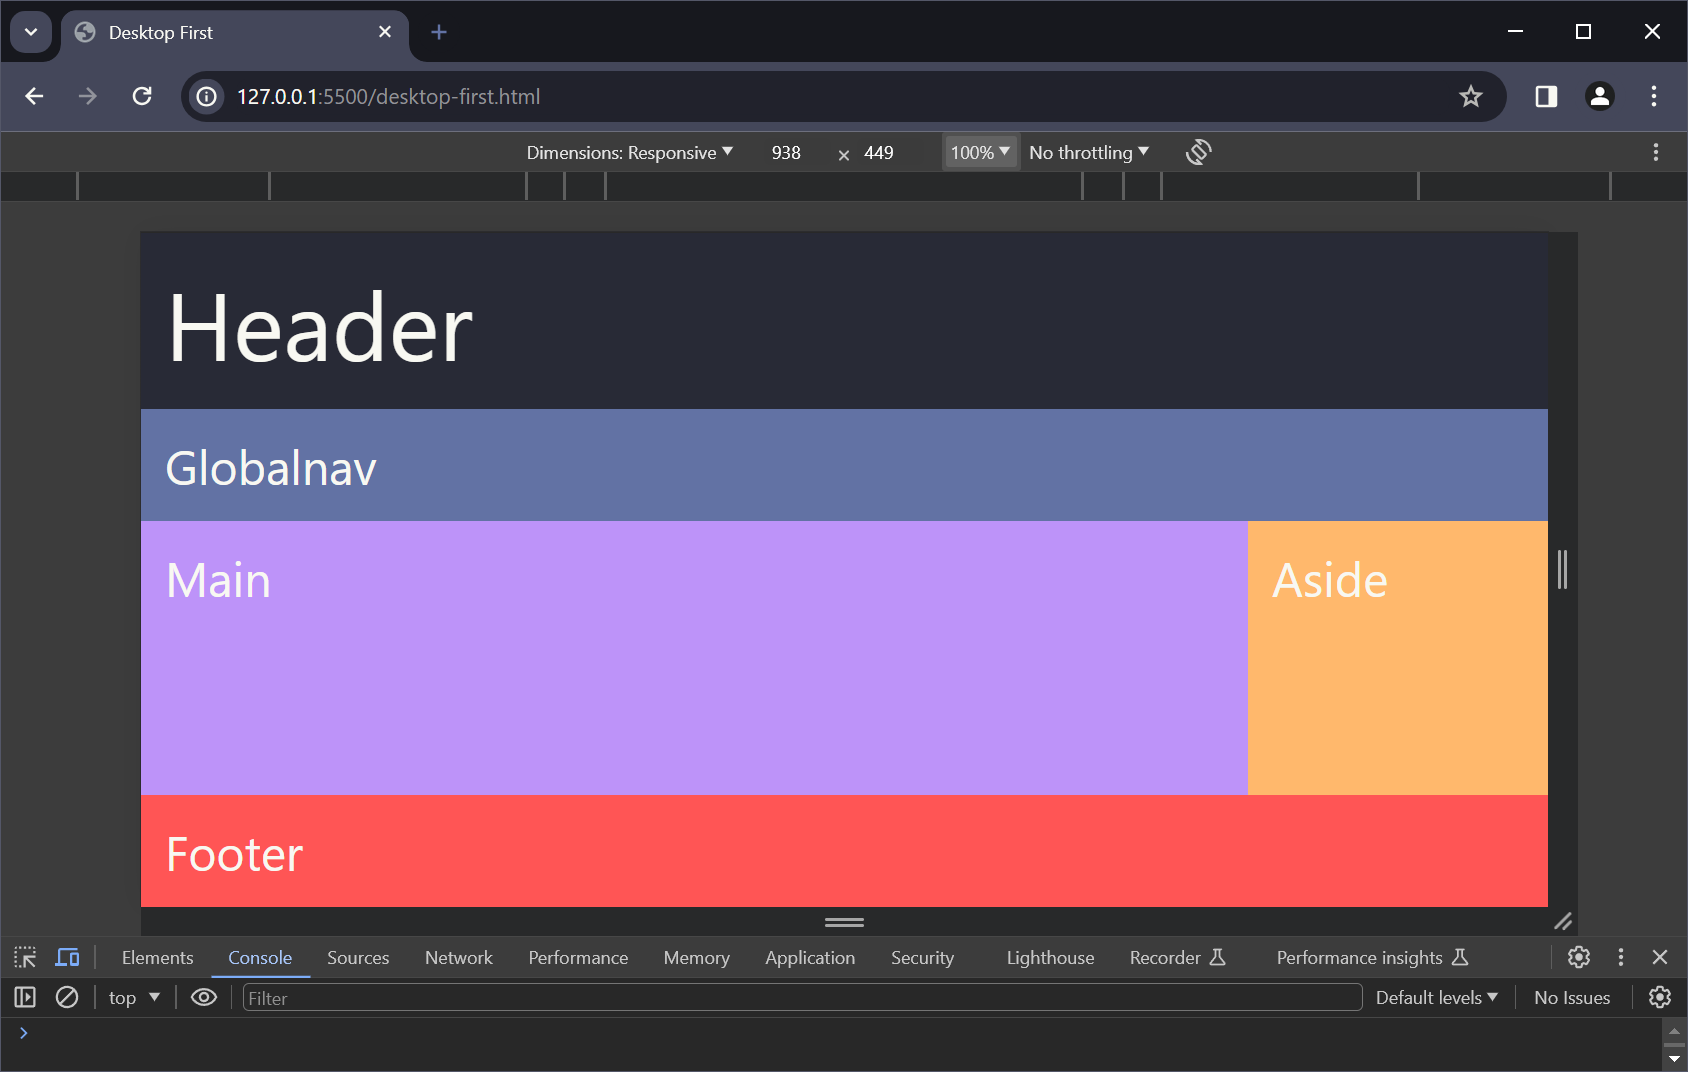 Desktop First
127.0.0.1:5500/desktop-first.html
Dimensions: Responsive 938 × 449 100% No throttling
Header
Globalnav
Main Aside
Footer
Elements Console Sources Network Performance Memory Application Security Lighthouse Recorder Performance insights
top Filter Default levels No Issues